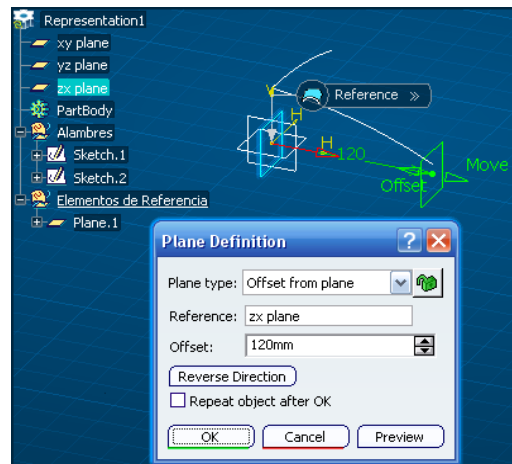 Representation1
xy plane
yz plane
zx plane
PartBody
Alambres
Sketch.1
Sketch.2
Elementos de Referencia
Plane.1
Reference »
V
H
H
120
Move
Offset
Plane Definition
Plane type: Offset from plane
Reference: zx plane
Offset: 120mm
Reverse Direction
Repeat object after OK
OK Cancel Preview